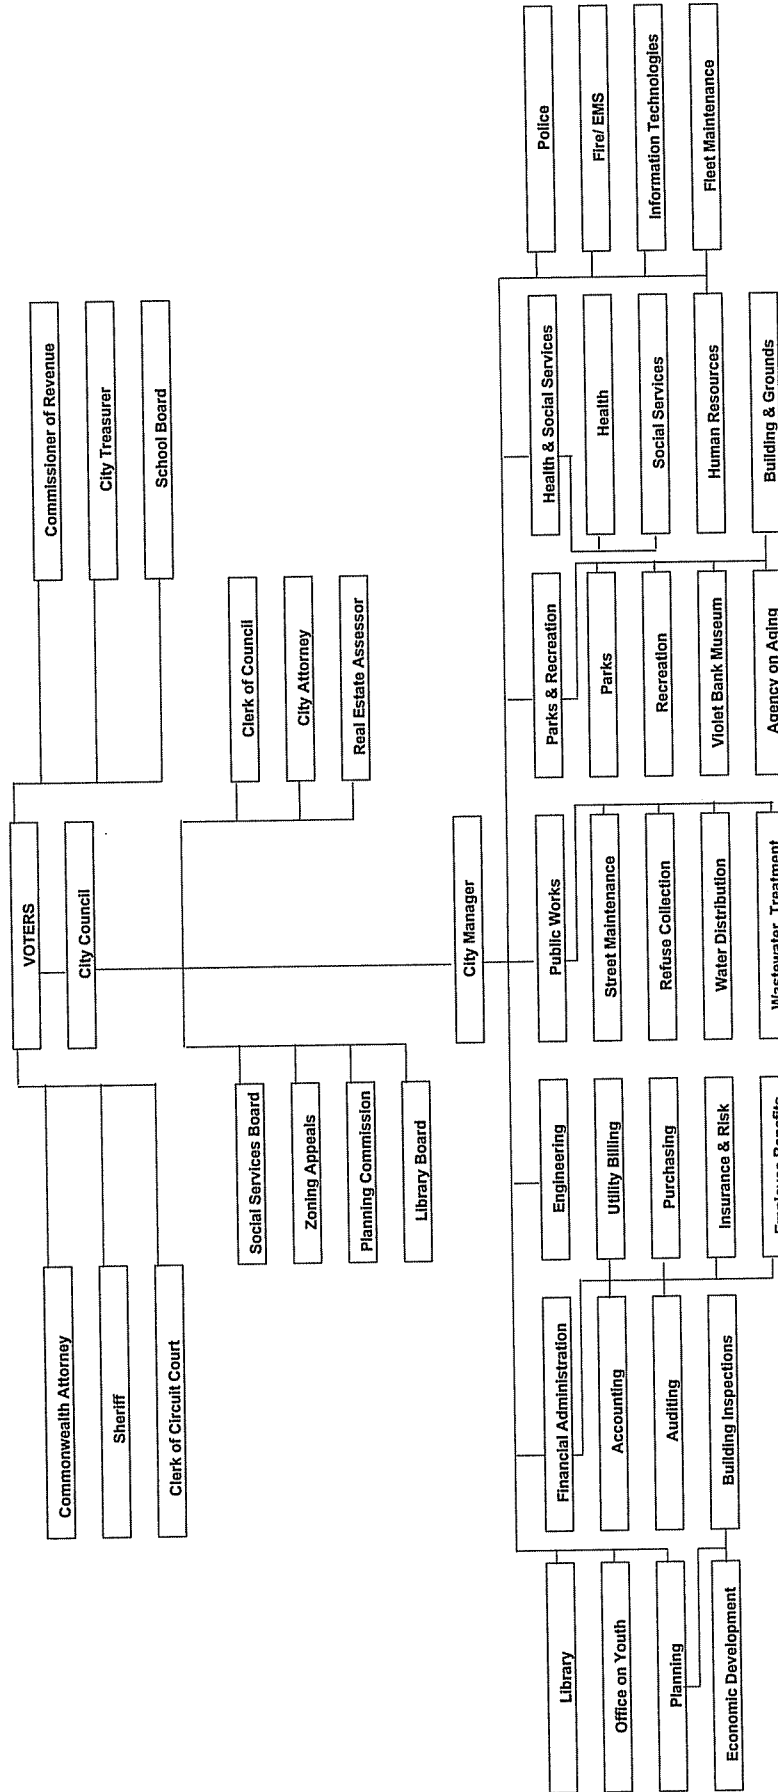 VOTERS
City Council
Commonwealth Attorney
Sheriff
Clerk of Circuit Court
Commissioner of Revenue
City Treasurer
School Board
Social Services Board
Zoning Appeals
Planning Commission
Library Board
Clerk of Council
City Attorney
Real Estate Assessor
City Manager
Library
Office on Youth
Planning
Economic Development
Financial Administration
Accounting
Auditing
Building Inspections
Engineering
Utility Billing
Purchasing
Insurance & Risk
Employee Benefits
Public Works
Street Maintenance
Refuse Collection
Water Distribution
Wastewater Treatment
Parks & Recreation
Parks
Recreation
Violet Bank Museum
Agency on Aging
Health & Social Services
Health
Social Services
Human Resources
Building & Grounds
Police
Fire/ EMS
Information Technologies
Fleet Maintenance